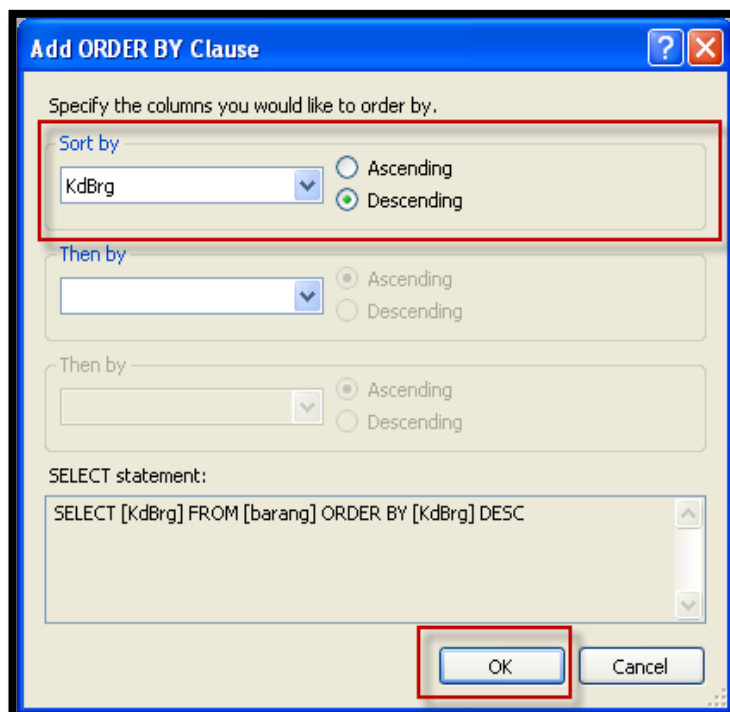 Add ORDER BY Clause
Specify the columns you would like to order by.
Sort by
KdBrg
Ascending
Descending
Then by
Ascending
Descending
Then by
Ascending
Descending
SELECT statement:
SELECT [KdBrg] FROM [barang] ORDER BY [KdBrg] DESC
OK
Cancel